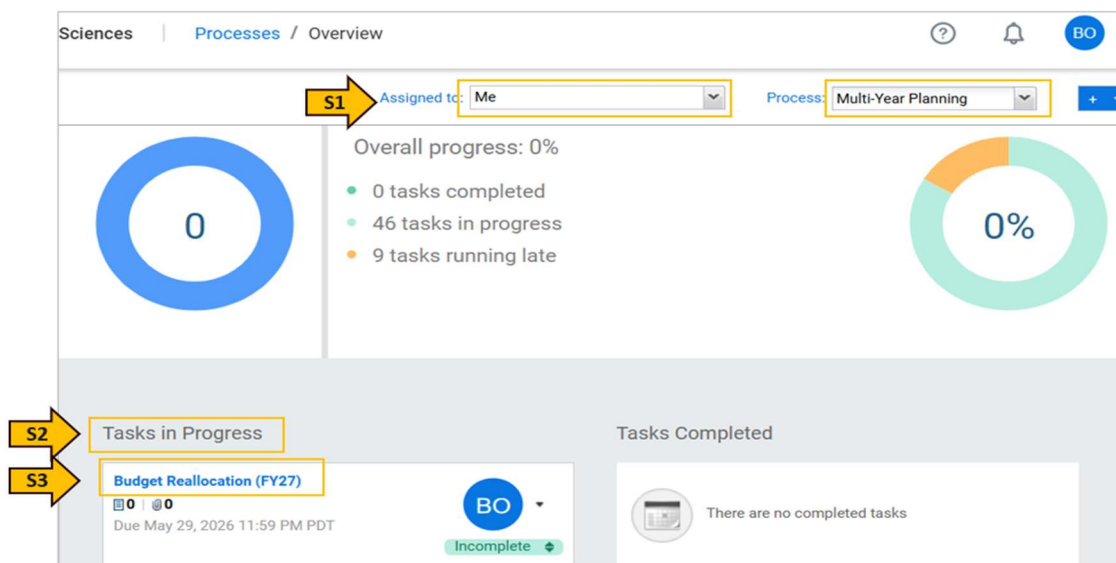 Sciences | Processes / Overview
BO
S1
Assigned to: Me
Process: Multi-Year Planning
+
0
Overall progress: 0%
0 tasks completed
46 tasks in progress
9 tasks running late
0%
S2
Tasks in Progress
Tasks Completed
S3
Budget Reallocation (FY27)
0 | 0
Due May 29, 2026 11:59 PM PDT
BO
Incomplete
There are no completed tasks